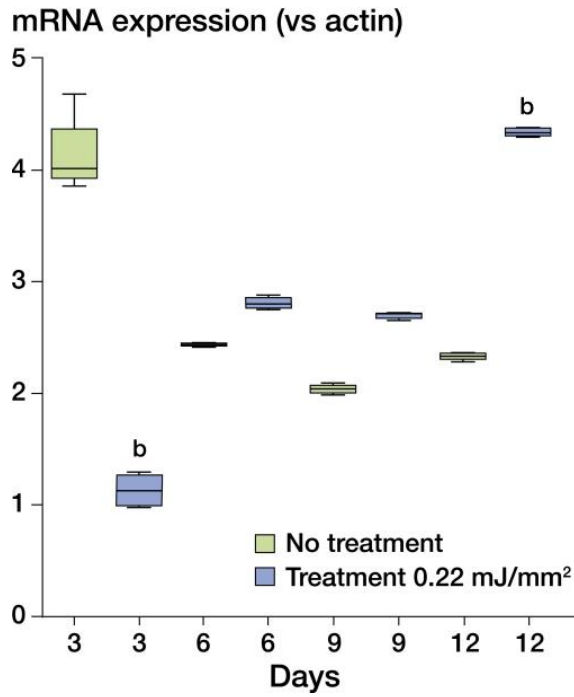 mRNA expression (vs actin)
5
b
4
3
2
b
1
No treatment
Treatment 0.22 mJ/mm²
0
3 3 6 6 9 9 12 12
Days